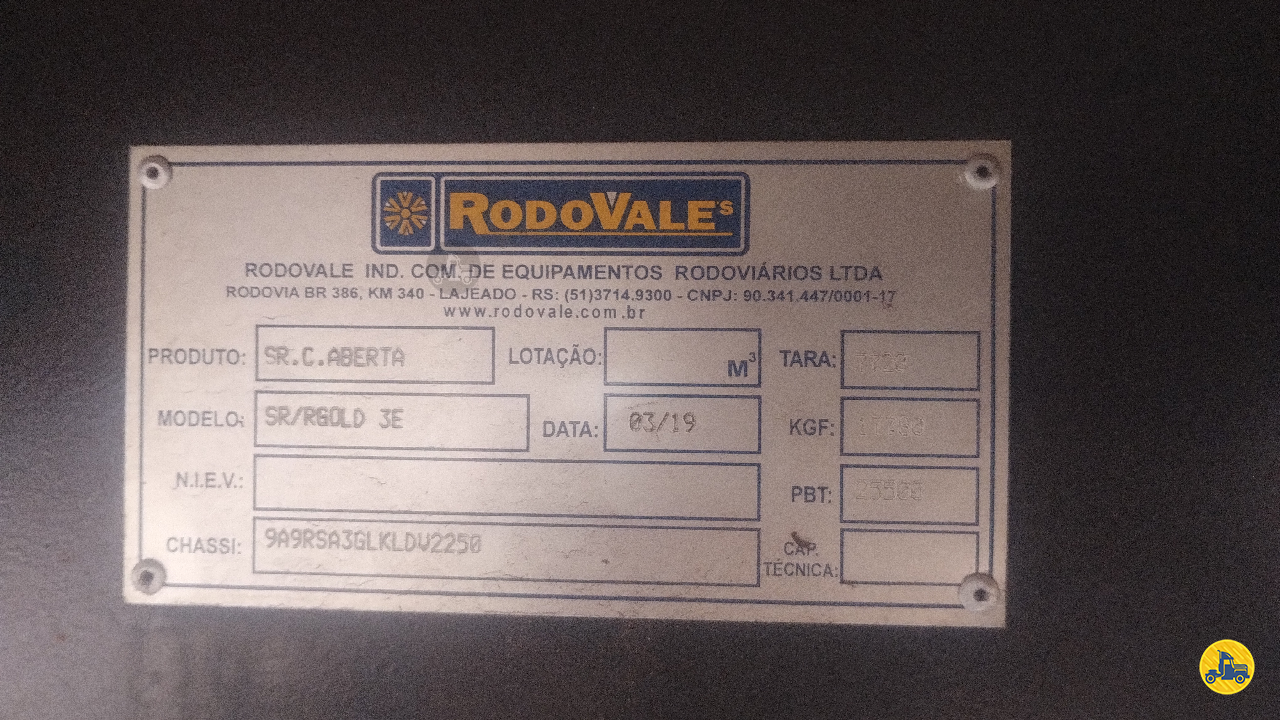 RODOVALE'S
RODOVALE IND. COM. DE EQUIPAMENTOS RODOVIÁRIOS LTDA
RODOVIA BR 386, KM 340 - LAJEADO - RS: (51)3714.9300 - CNPJ: 90.341.447/0001-17
www.rodovale.com.br
PRODUTO: SR.C.ABERTA LOTAÇÃO: M³ TARA:
MODELO: SR/RGOLD 3E DATA: 03/19 KGF:
N.I.E.V.: PBT: 25500
CHASSI: 9A9RSA3GLKLDV2250 CAP. TÉCNICA: